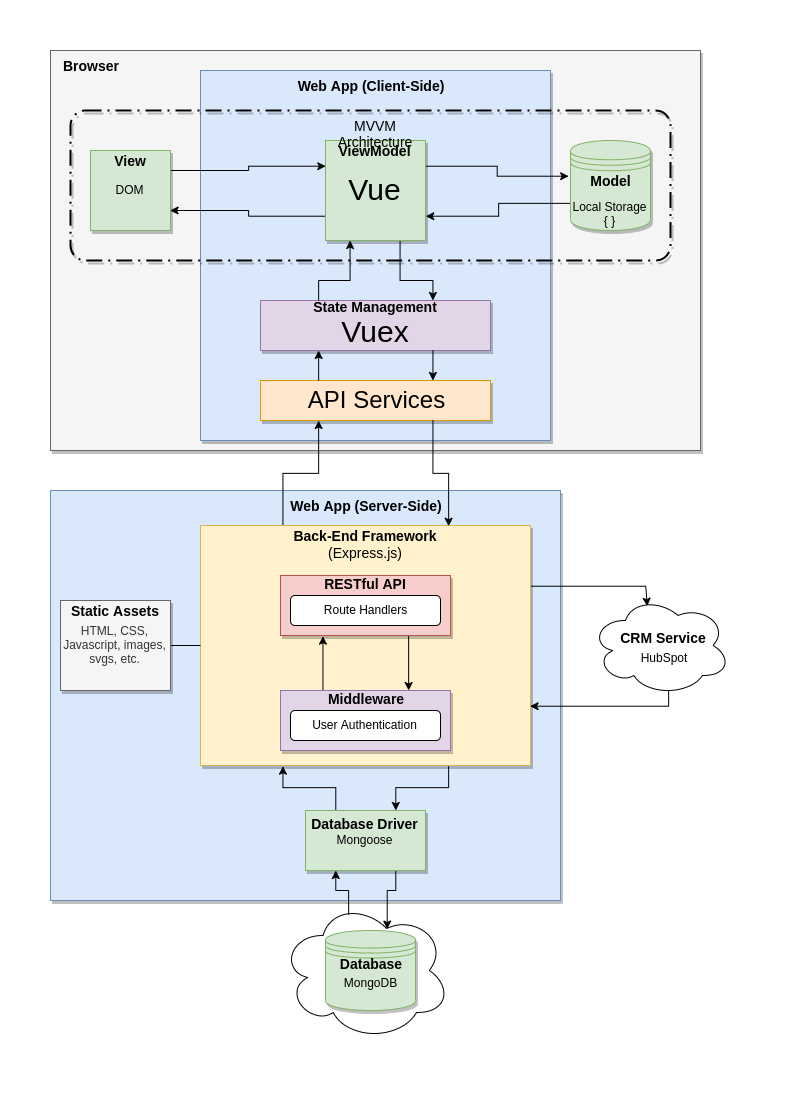 Browser
Web App (Client-Side)
MVVM
Architecture
View
DOM
ViewModel
Vue
Model
Local Storage
{ }
State Management
Vuex
API Services
Web App (Server-Side)
Back-End Framework
(Express.js)
RESTful API
Route Handlers
Static Assets
HTML, CSS,
Javascript, images,
svgs, etc.
CRM Service
HubSpot
Middleware
User Authentication
Database Driver
Mongoose
Database
MongoDB